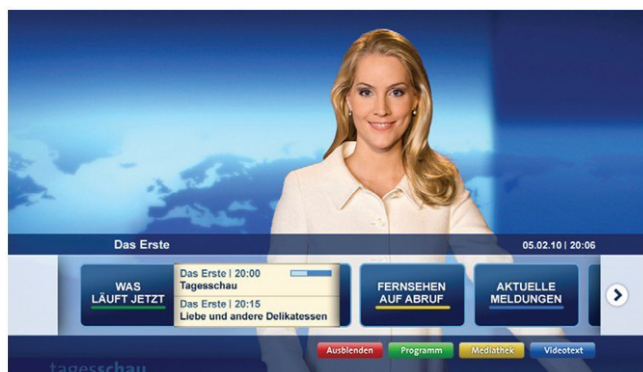 Das Erste
05.02.10 | 20:06
WAS
LÄUFT JETZT
Das Erste | 20:00
Tagesschau
Das Erste | 20:15
Liebe und andere Delikatessen
FERNSEHEN
AUF ABRUF
AKTUELLE
MELDUNGEN
Ausblenden
Programm
Mediathek
Videotext
tagesschau